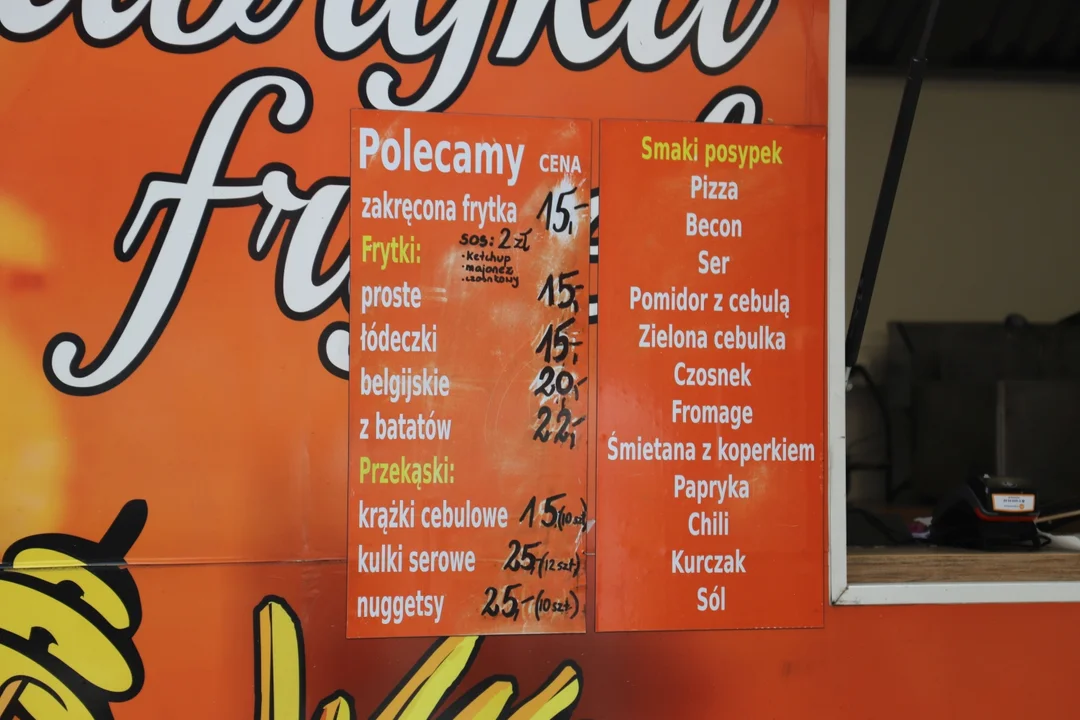 Polecamy CENA
zakręcona frytka 15,-
Frytki: sos: 2 zł
• ketchup
• majonez
• czosnkowy
proste 15,-
łódeczki 15,-
belgijskie 20,-
z batatów 22,-
Przekąski:
krążki cebulowe 15 (10 szt)
kulki serowe 25,- (12 szt)
nuggetsy 25,- (10 szt.)
Smaki posypek
Pizza
Becon
Ser
Pomidor z cebulą
Zielona cebulka
Czosnek
Fromage
Śmietana z koperkiem
Papryka
Chili
Kurczak
Sól